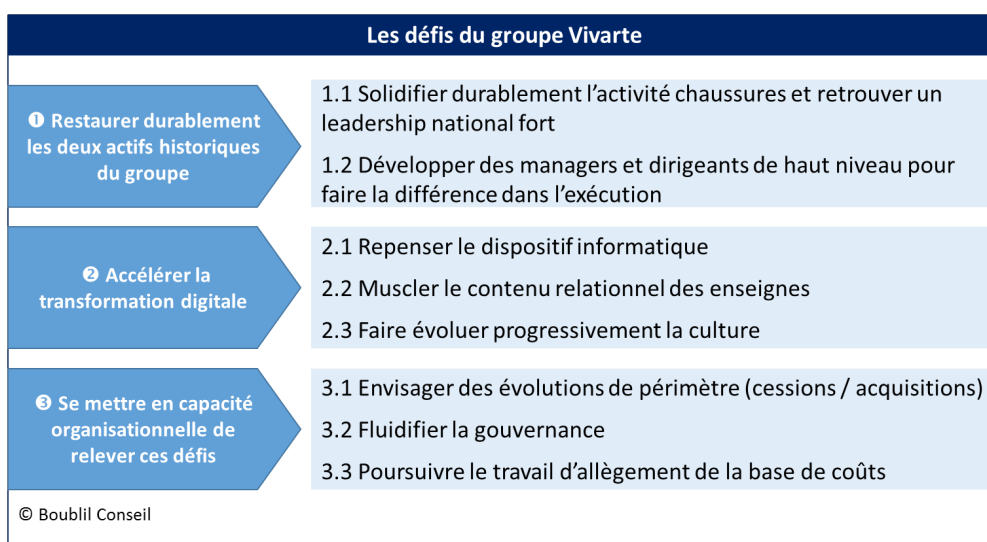 Les défis du groupe Vivarte
❶ Restaurer durablement
les deux actifs historiques
du groupe
1.1 Solidifier durablement l’activité chaussures et retrouver un
leadership national fort
1.2 Développer des managers et dirigeants de haut niveau pour
faire la différence dans l’exécution
❷ Accélérer la
transformation digitale
2.1 Repenser le dispositif informatique
2.2 Muscler le contenu relationnel des enseignes
2.3 Faire évoluer progressivement la culture
❸ Se mettre en capacité
organisationnelle de
relever ces défis
3.1 Envisager des évolutions de périmètre (cessions / acquisitions)
3.2 Fluidifier la gouvernance
3.3 Poursuivre le travail d’allègement de la base de coûts
© Boublil Conseil